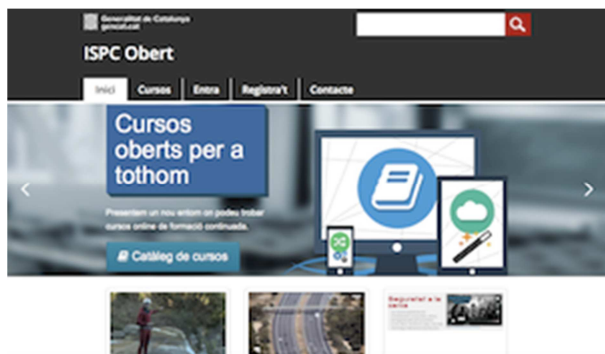 Generalitat de Catalunya
gencat.cat
ISPC Obert
Inici Cursos Entra Registra't Contacte
Cursos
oberts per a
tothom
Presentem un nou entorn on podeu trobar
cursos online de formació continuada.
Catàleg de cursos
Seguretat a la